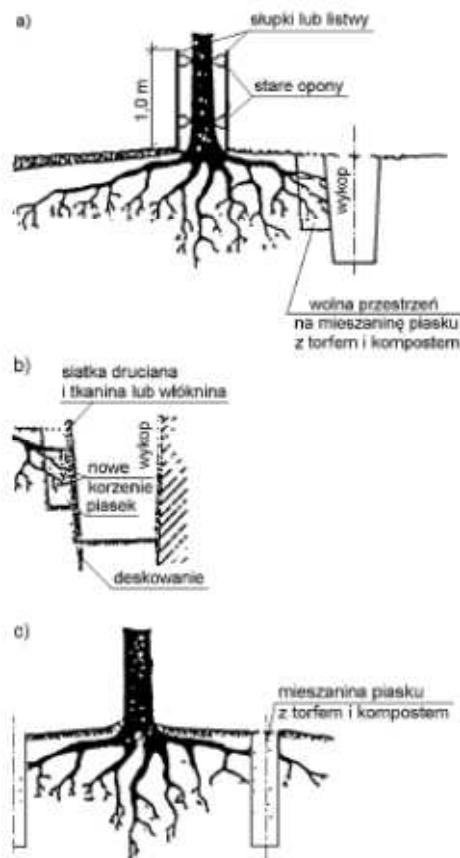 a)
słupki lub listwy
stare opony
1,0 m
wykop
wolna przestrzeń
na mieszaninę piasku
z torfem i kompostem
b)
siatka druciana
i tkanina lub włóknina
wykop
nowe
korzenie
piasek
deskowanie
c)
mieszanina piasku
z torfem i kompostem